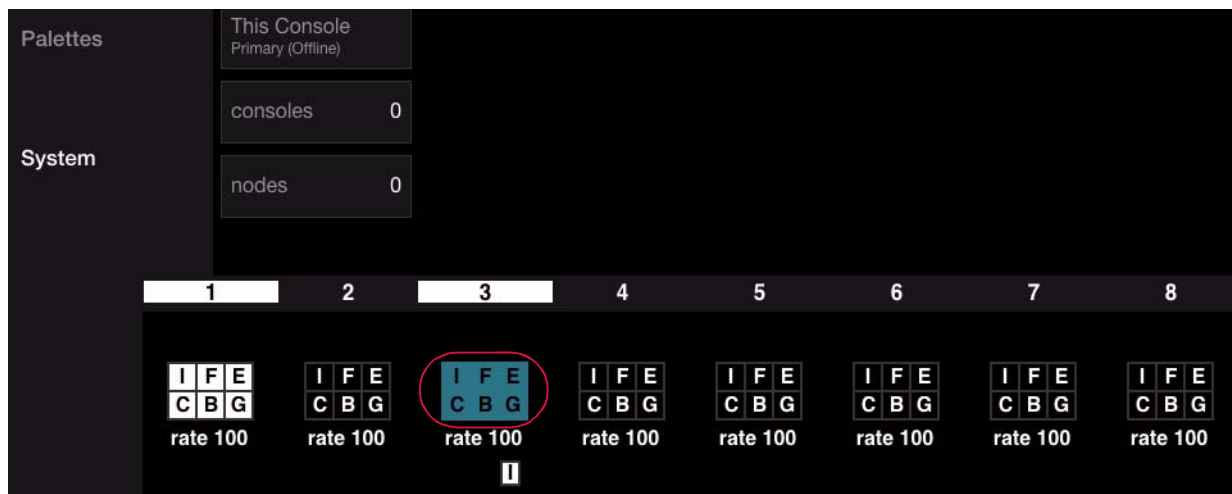 Palettes
This Console
Primary (Offline)
consoles 0
System
nodes 0
1 2 3 4 5 6 7 8
I F E I F E I F E I F E I F E I F E I F E I F E
C B G C B G C B G C B G C B G C B G C B G C B G
rate 100 rate 100 rate 100 rate 100 rate 100 rate 100 rate 100 rate 100
I